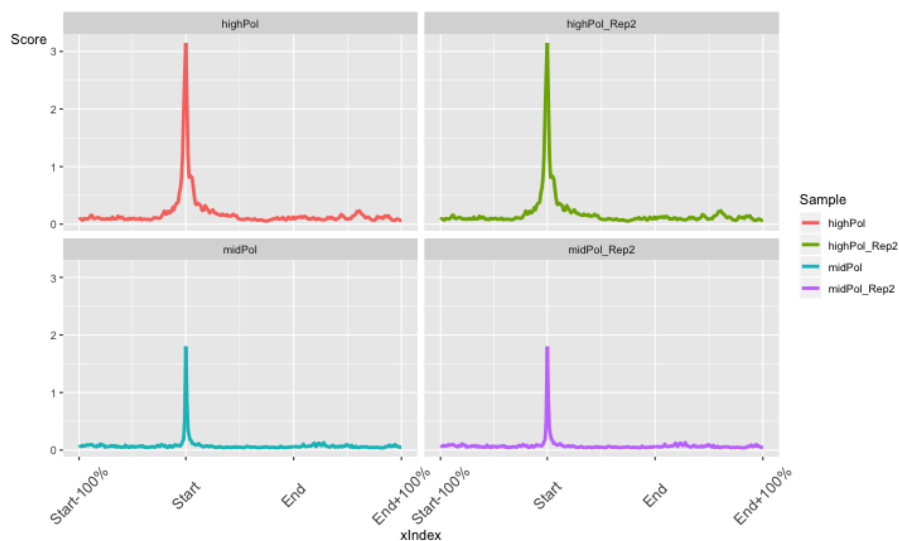 highPol
highPol_Rep2
Score
3
2
1
0
midPol
midPol_Rep2
3
2
1
0
Start-100%
Start
End
End+100%
Start-100%
Start
End
End+100%
xIndex
Sample
highPol
highPol_Rep2
midPol
midPol_Rep2